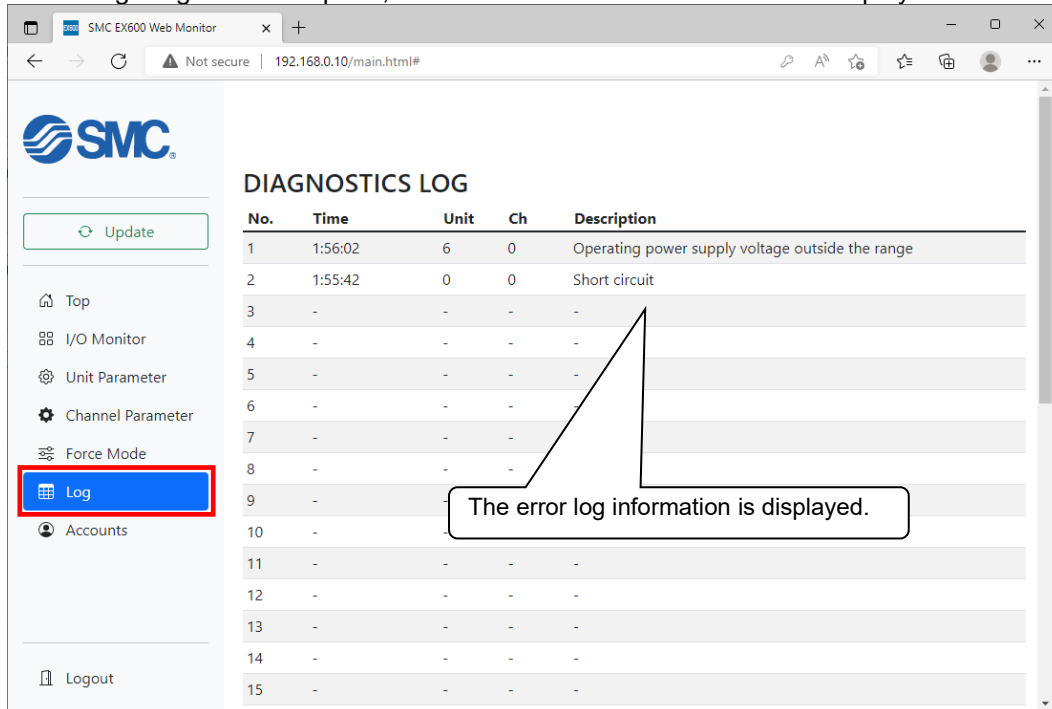 SMC EX600 Web Monitor
Not secure | 192.168.0.10/main.html#
SMC
Update
Top
I/O Monitor
Unit Parameter
Channel Parameter
Force Mode
Log
Accounts
Logout
DIAGNOSTICS LOG
No. Time Unit Ch Description
1 1:56:02 6 0 Operating power supply voltage outside the range
2 1:55:42 0 0 Short circuit
3 - - - -
4 - - - -
5 - - - -
6 - - - -
7 - - -
8 - - -
9 - -
10 - -
11 - - - -
12 - - - -
13 - - - -
14 - - - -
15 - - - -
The error log information is displayed.